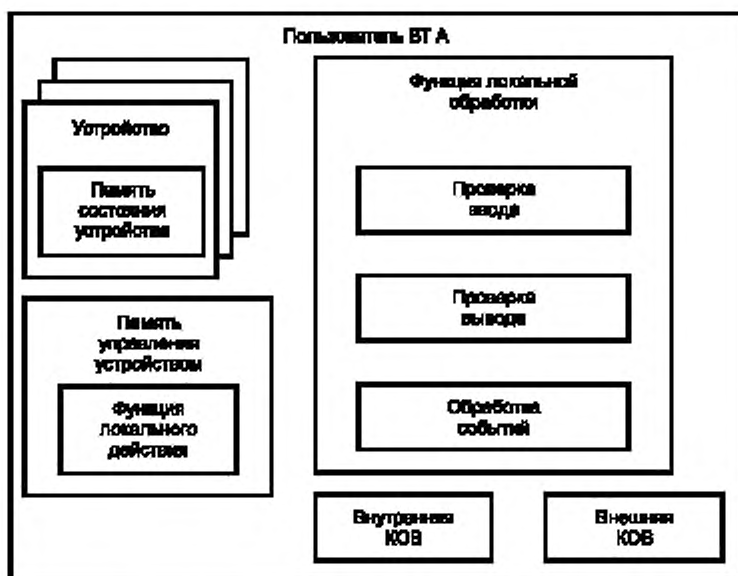 Пользователь ВТ А
Устройство
Память
состояния
устройства
Память
управления
устройством
Функция
локального
действия
Функция локальной
обработки
Проверка
ввода
Проверка
вывода
Обработка
событий
Внутренняя
КОВ
Внешняя
КОВ